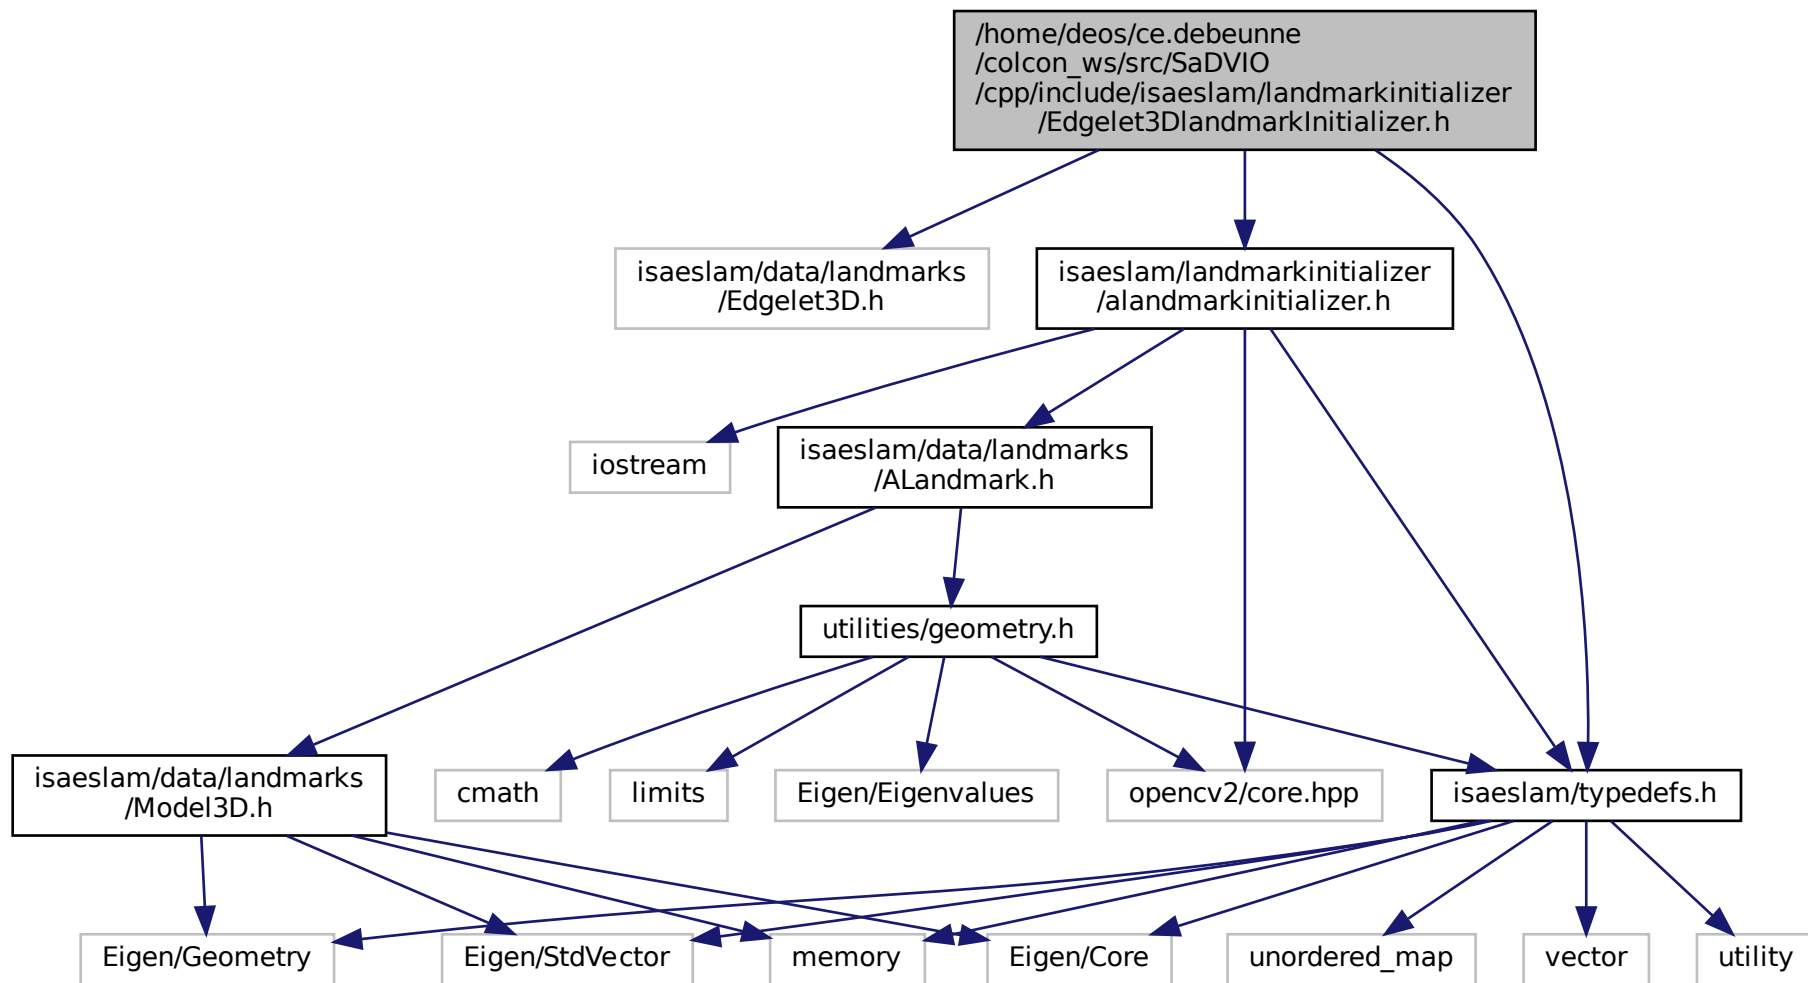 /home/deos/ce.debeunne
/colcon_ws/src/SaDVIO
/cpp/include/isaeslam/landmarkinitializer
/Edgelet3DlandmarkInitializer.h
isaeslam/data/landmarks
/Edgelet3D.h
isaeslam/landmarkinitializer
/alandmarkinitializer.h
iostream
isaeslam/data/landmarks
/ALandmark.h
utilities/geometry.h
isaeslam/data/landmarks
/Model3D.h
cmath
limits
Eigen/Eigenvalues
opencv2/core.hpp
isaeslam/typedefs.h
Eigen/Geometry
Eigen/StdVector
memory
Eigen/Core
unordered_map
vector
utility